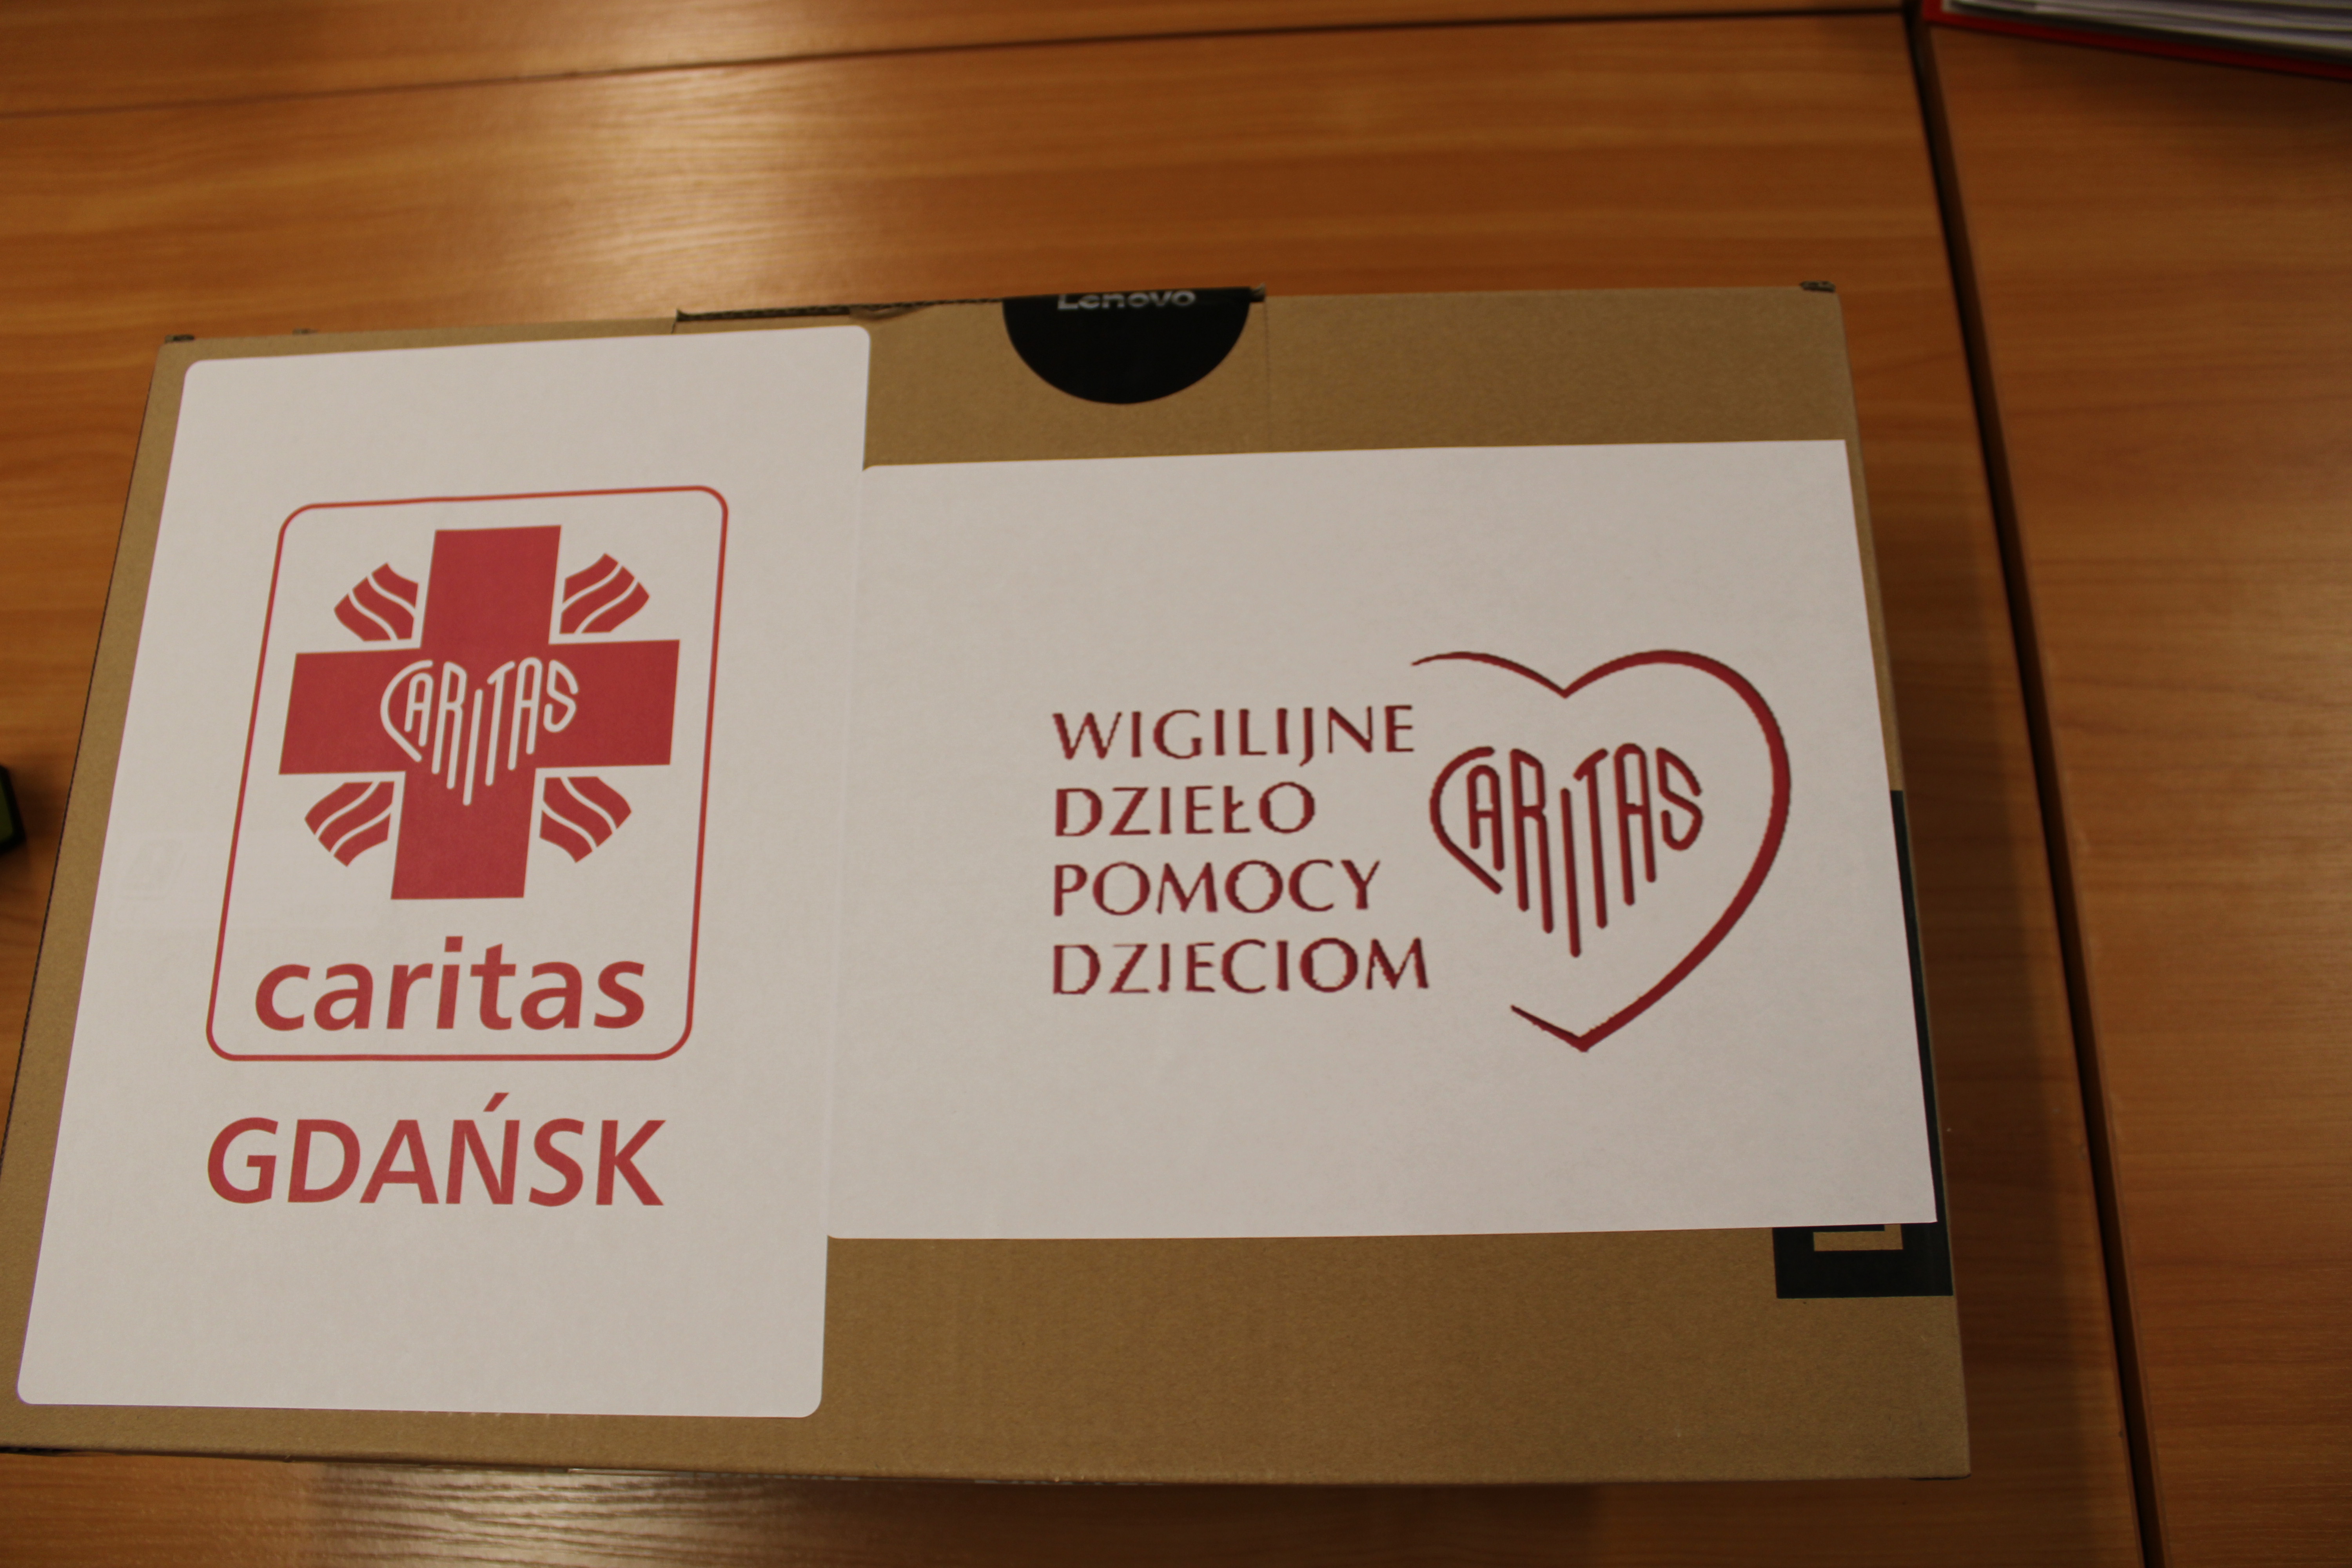 Lenovo
CARITAS
caritas
GDAŃSK
WIGILIJNE
DZIEŁO
POMOCY
DZIECIOM
CARITAS